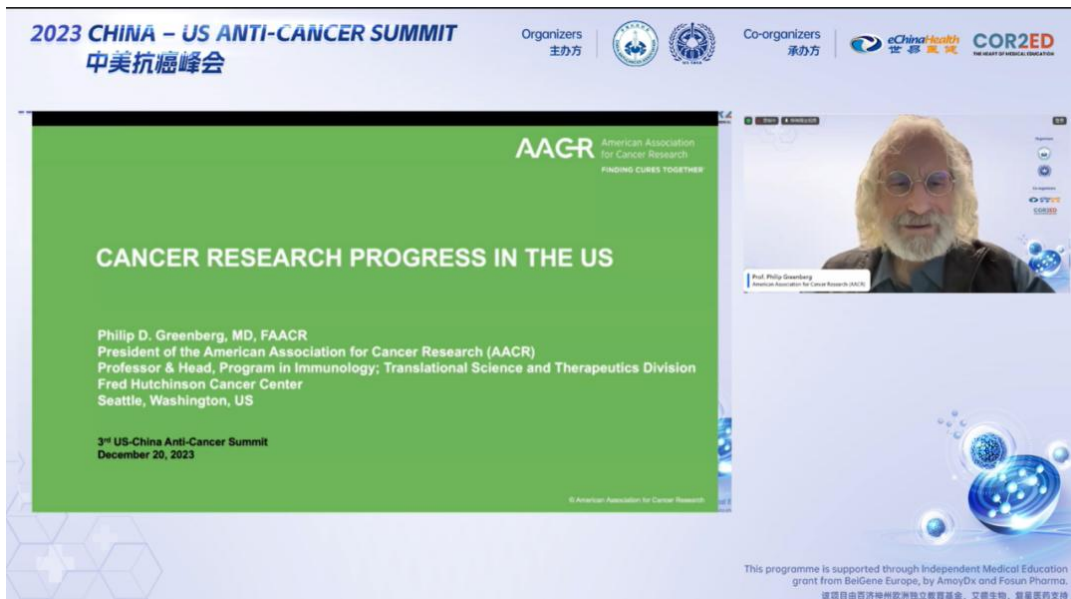 2023 CHINA – US ANTI-CANCER SUMMIT
中美抗癌峰会
Organizers
主办方
Co-organizers
承办方
eChinaHealth
世易医健
COR2ED
THE HEART OF MEDICAL EDUCATION
AACR American Association
for Cancer Research
FINDING CURES TOGETHER
CANCER RESEARCH PROGRESS IN THE US
Philip D. Greenberg, MD, FAACR
President of the American Association for Cancer Research (AACR)
Professor & Head, Program in Immunology; Translational Science and Therapeutics Division
Fred Hutchinson Cancer Center
Seattle, Washington, US
3rd US-China Anti-Cancer Summit
December 20, 2023
© American Association for Cancer Research
Prof. Philip Greenberg
American Association for Cancer Research (AACR)
COR2ED
This programme is supported through Independent Medical Education
grant from BeiGene Europe, by AmoyDx and Fosun Pharma.